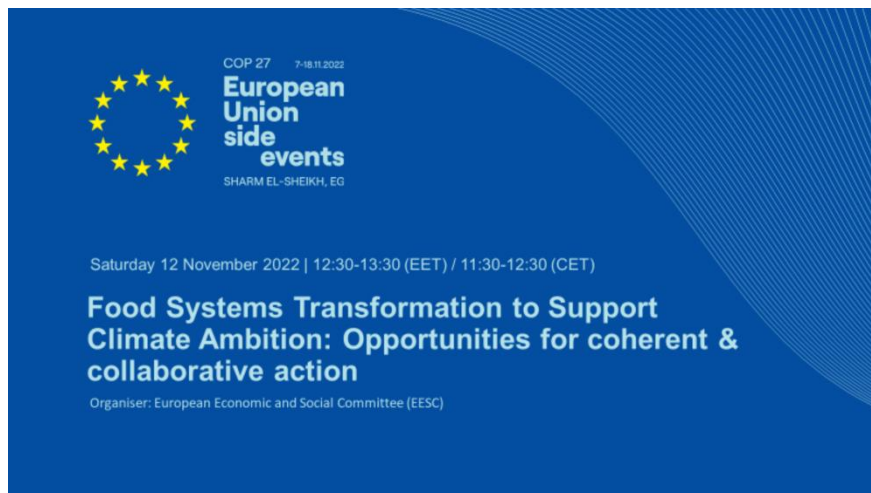 COP 27 7-18.11.2022
European
Union
side
events
SHARM EL-SHEIKH, EG
Saturday 12 November 2022 | 12:30-13:30 (EET) / 11:30-12:30 (CET)
Food Systems Transformation to Support
Climate Ambition: Opportunities for coherent &
collaborative action
Organiser: European Economic and Social Committee (EESC)